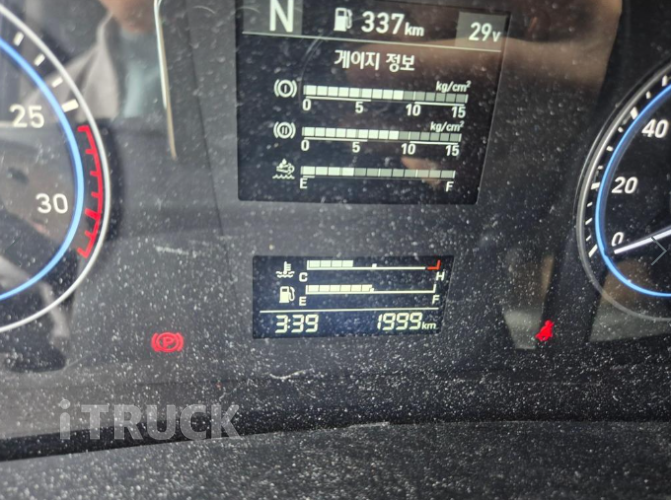 N 337km 29v
게이지 정보
kg/cm²
(I) 0 5 10 15
kg/cm²
(II) 0 5 10 15
E F
25
30
40
20
0
C H
E F
3:39 1999km
(P)
iTRUCK